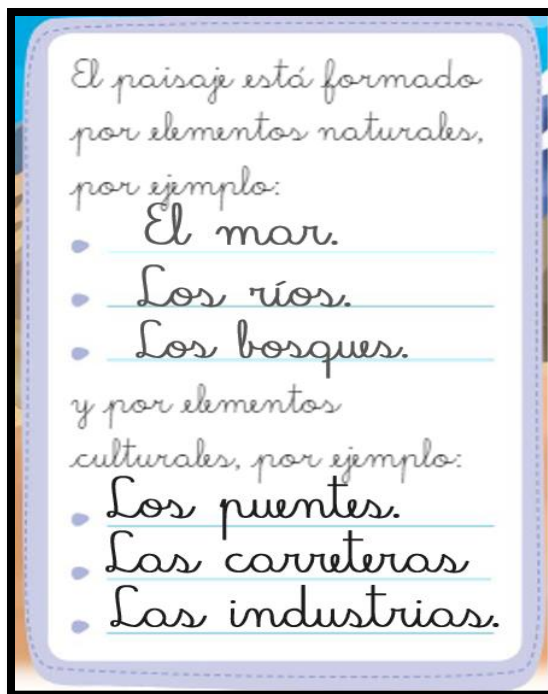 El paisaje está formado
por elementos naturales,
por ejemplo:
El mar.
Los ríos.
Los bosques.
y por elementos
culturales, por ejemplo:
Los puentes.
Las carreteras
Las industrias.